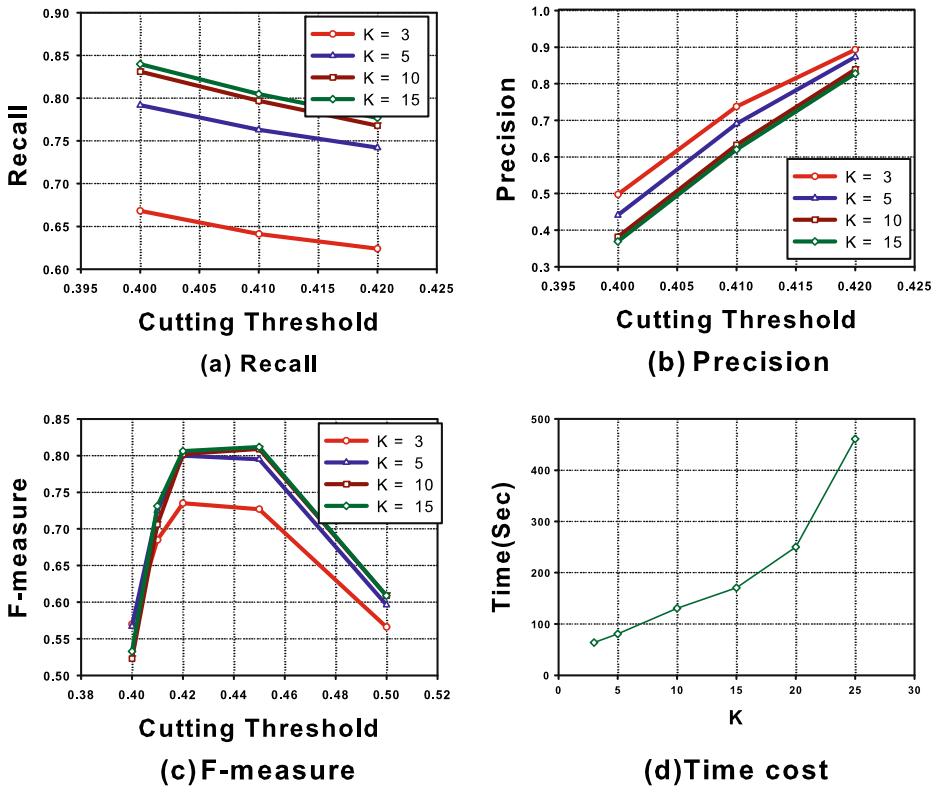 0.90
0.85
0.80
0.75
0.70
0.65
0.60
Recall
K = 3
K = 5
K = 10
K = 15
0.395 0.400 0.405 0.410 0.415 0.420 0.425
Cutting Threshold
(a) Recall
1.0
0.9
0.8
0.7
0.6
0.5
0.4
0.3
Precision
K = 3
K = 5
K = 10
K = 15
0.395 0.400 0.405 0.410 0.415 0.420 0.425
Cutting Threshold
(b) Precision
0.85
0.80
0.75
0.70
0.65
0.60
0.55
0.50
F-measure
K = 3
K = 5
K = 10
K = 15
0.38 0.40 0.42 0.44 0.46 0.48 0.50 0.52
Cutting Threshold
(c) F-measure
500
400
300
200
100
0
Time(Sec)
0 5 10 15 20 25 30
K
(d)Time cost